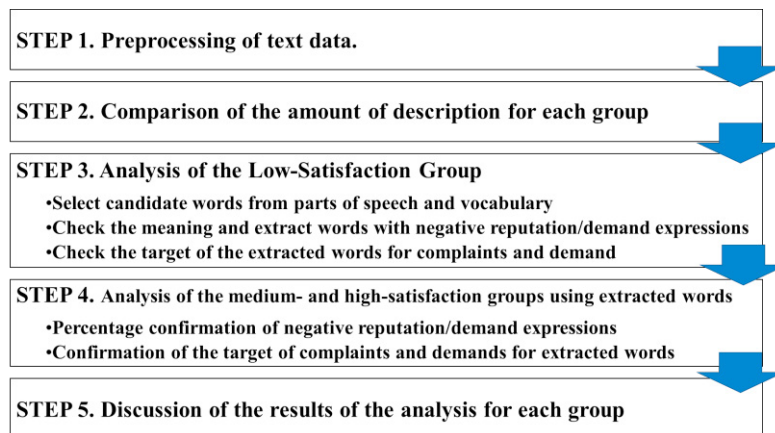 STEP 1. Preprocessing of text data.
STEP 2. Comparison of the amount of description for each group
STEP 3. Analysis of the Low-Satisfaction Group
•Select candidate words from parts of speech and vocabulary
•Check the meaning and extract words with negative reputation/demand expressions
•Check the target of the extracted words for complaints and demand
STEP 4. Analysis of the medium- and high-satisfaction groups using extracted words
•Percentage confirmation of negative reputation/demand expressions
•Confirmation of the target of complaints and demands for extracted words
STEP 5. Discussion of the results of the analysis for each group